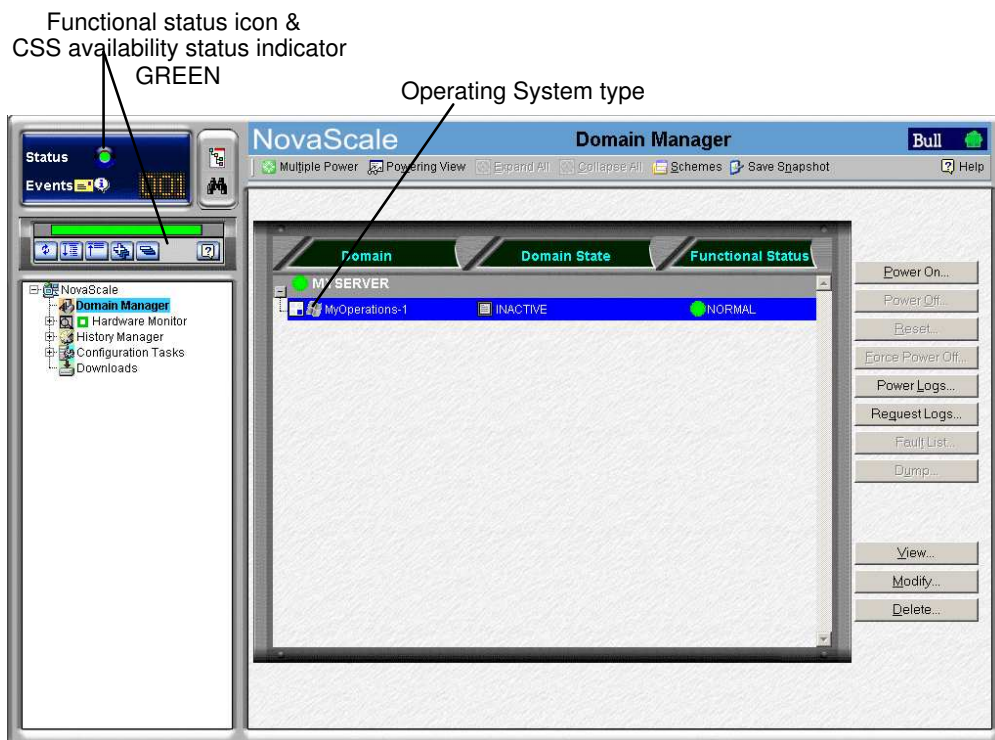 Functional status icon &
CSS availability status indicator
GREEN
Operating System type
Status
Events
001
NovaScale
Domain Manager
Bull
Multiple Power
Powering View
Expand All
Collapse All
Schemes
Save Snapshot
Help
NovaScale
Domain Manager
Hardware Monitor
History Manager
Configuration Tasks
Downloads
Domain
Domain State
Functional Status
MY SERVER
MyOperations-1
INACTIVE
NORMAL
Power On...
Power Off...
Reset...
Force Power Off...
Power Logs...
Request Logs...
Fault List...
Dump...
View...
Modify...
Delete...